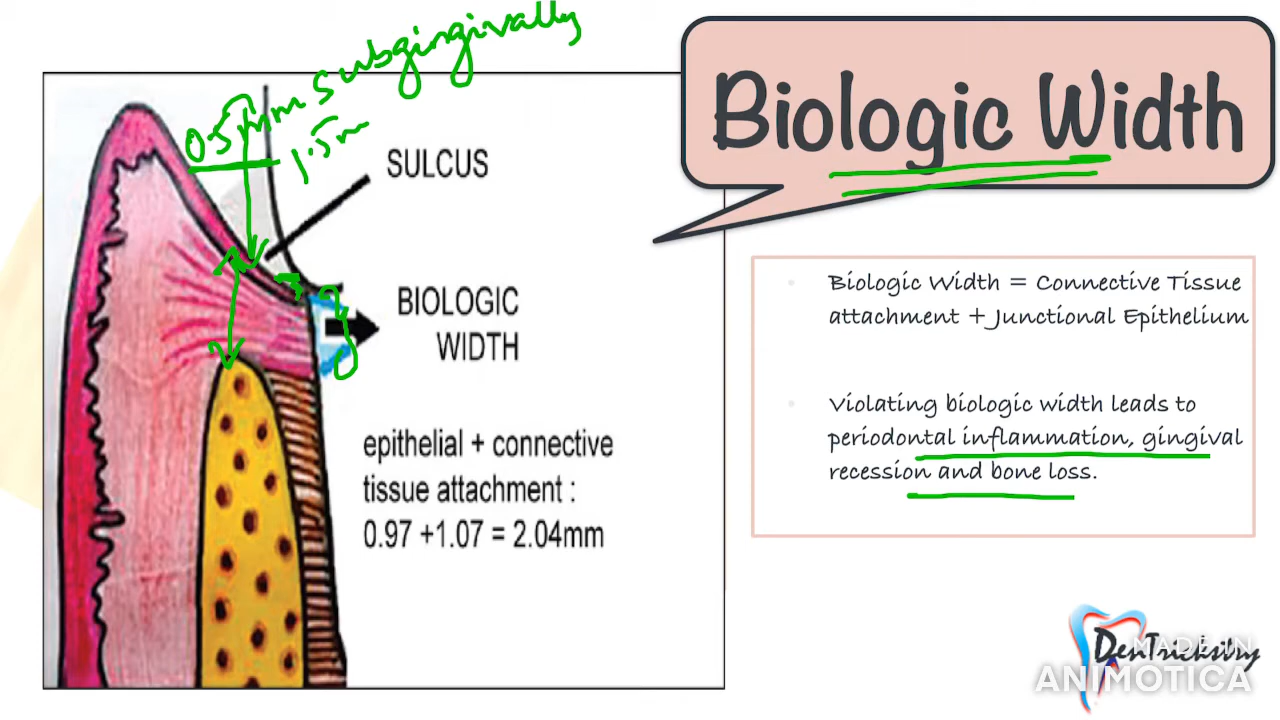 0.5mm subgingivally
1.5m
SULCUS
BIOLOGIC
WIDTH
epithelial + connective
tissue attachment :
0.97 +1.07 = 2.04mm
Biologic Width
Biologic Width = Connective Tissue
attachment + Junctional Epithelium
Violating biologic width leads to
periodontal inflammation, gingival
recession and bone loss.
DenTrickstry
MADE IN
ANIMOTICA